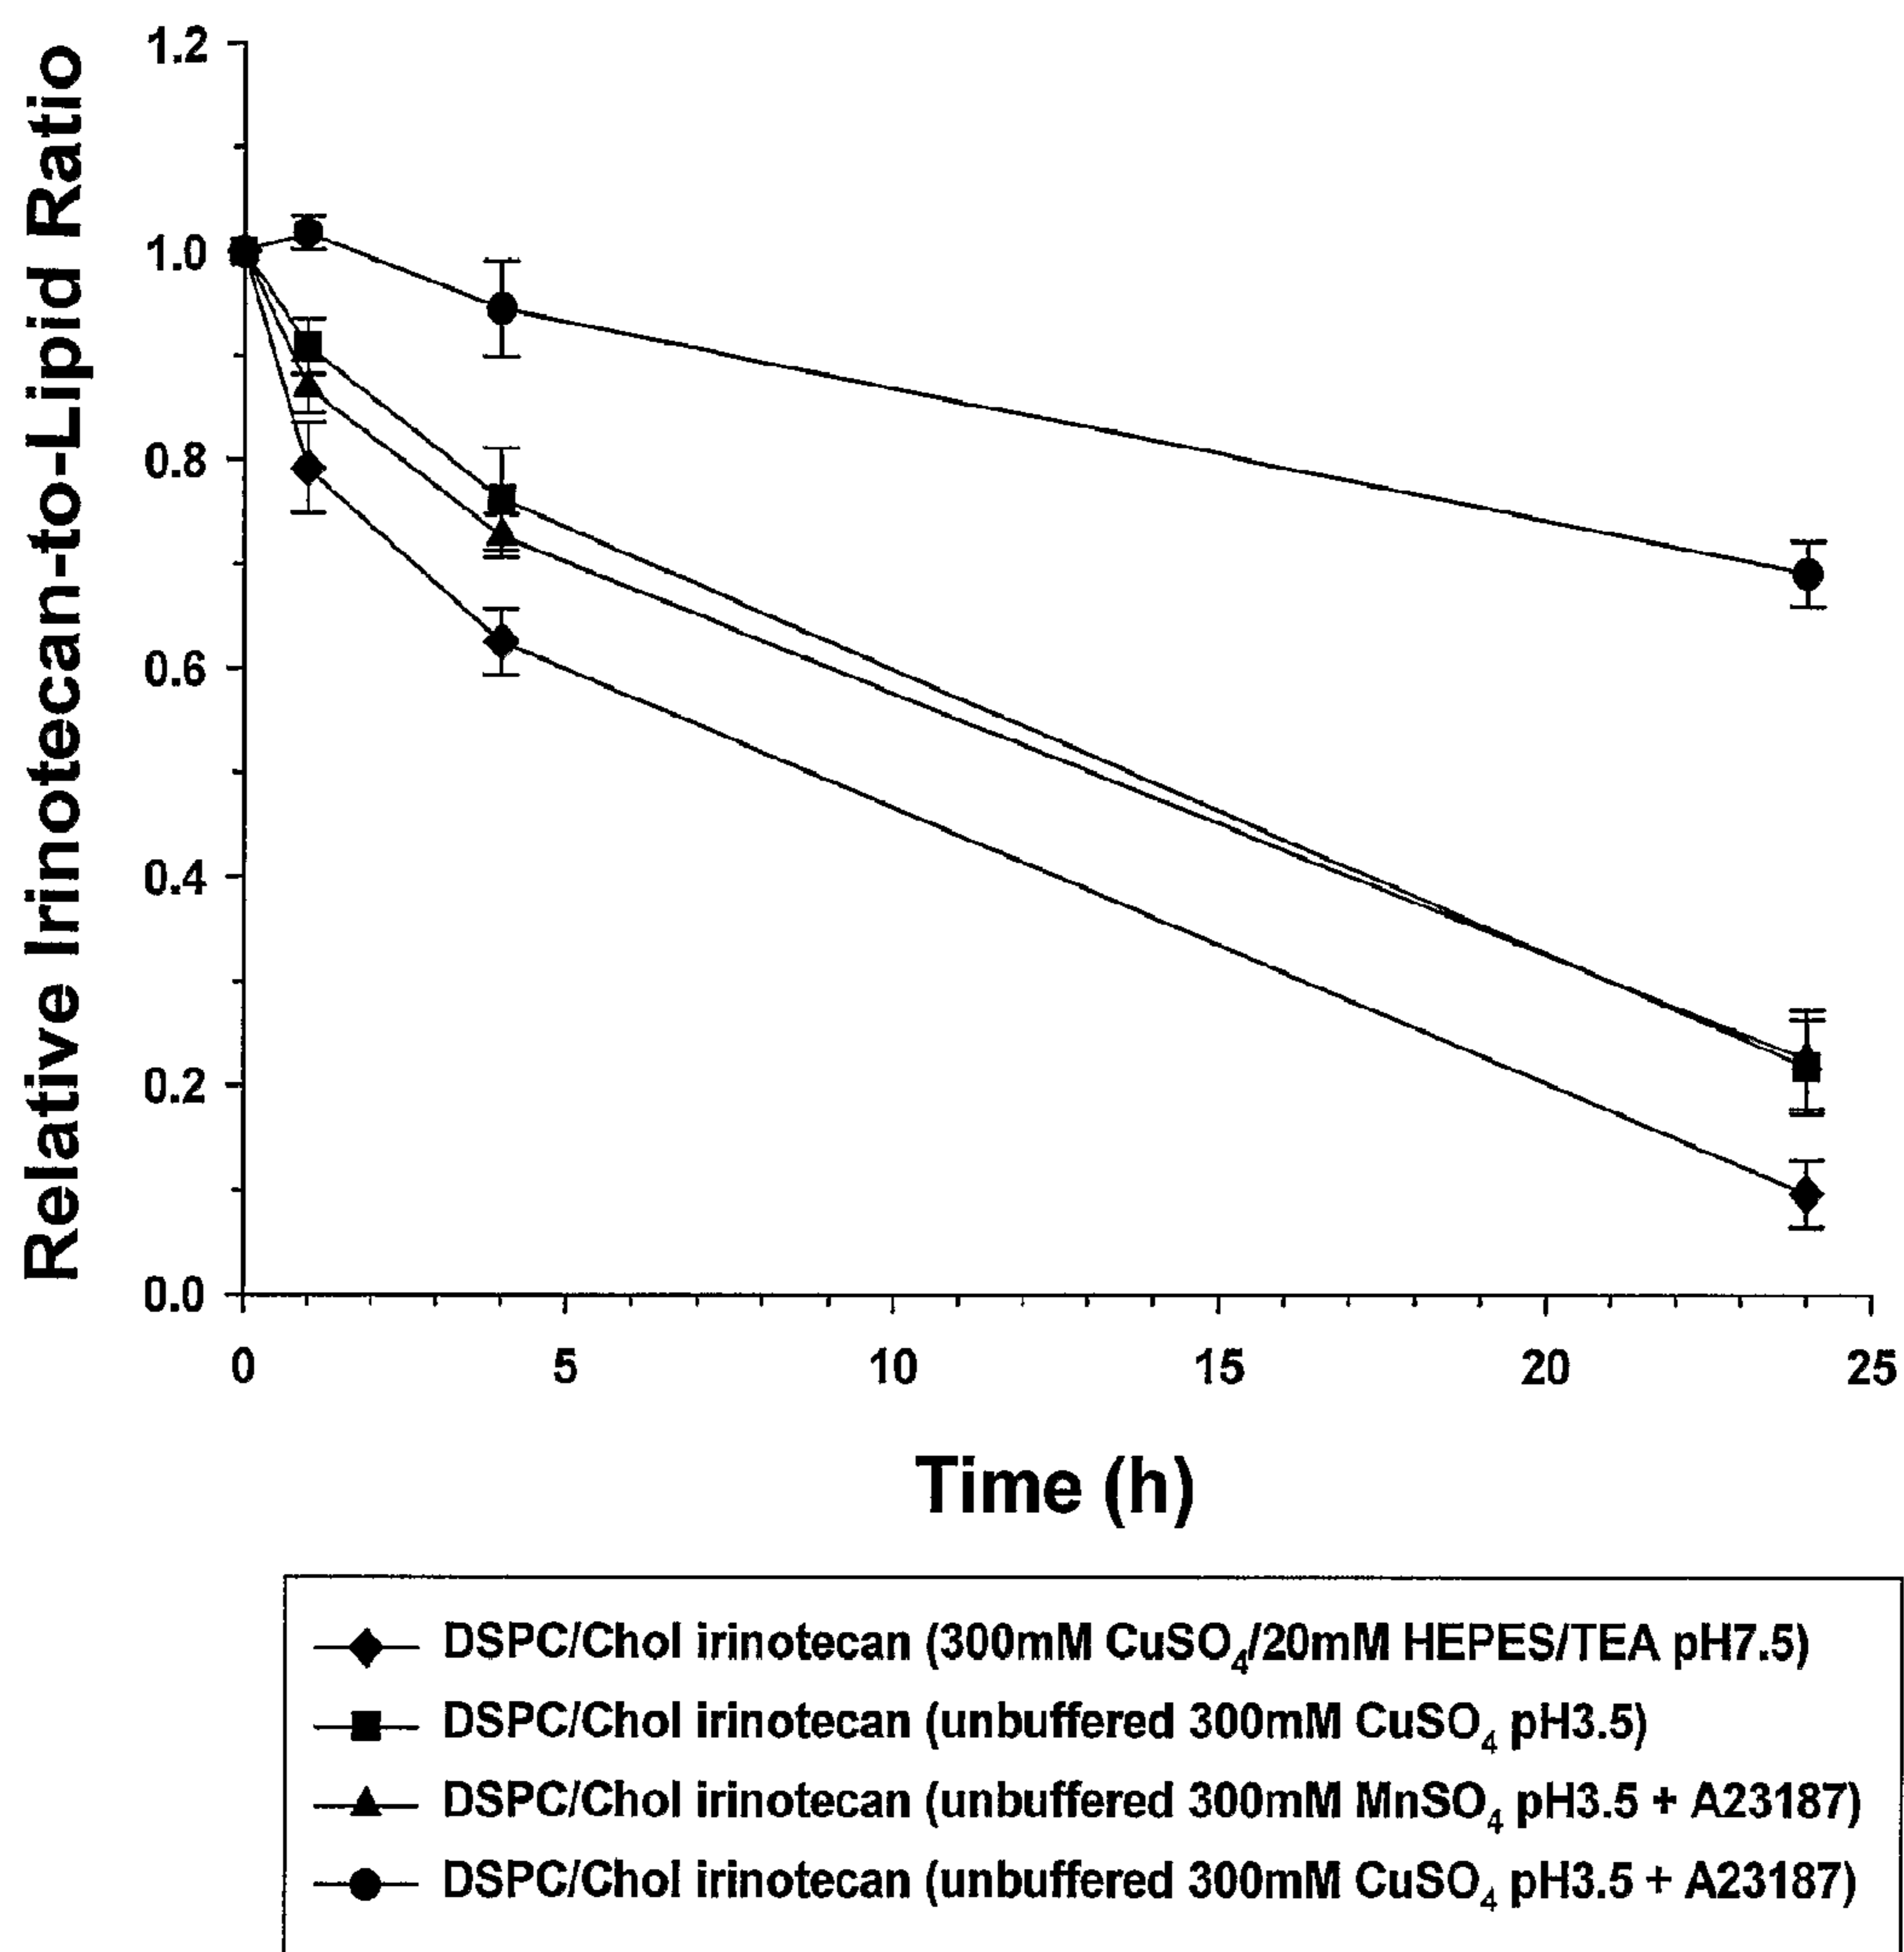 Relative Irinotecan-to-Lipid Ratio
1.2
1.0
0.8
0.6
0.4
0.2
0.0
0 5 10 15 20 25
Time (h)
DSPC/Chol irinotecan (300mM CuSO₄/20mM HEPES/TEA pH7.5)
DSPC/Chol irinotecan (unbuffered 300mM CuSO₄ pH3.5)
DSPC/Chol irinotecan (unbuffered 300mM MnSO₄ pH3.5 + A23187)
DSPC/Chol irinotecan (unbuffered 300mM CuSO₄ pH3.5 + A23187)